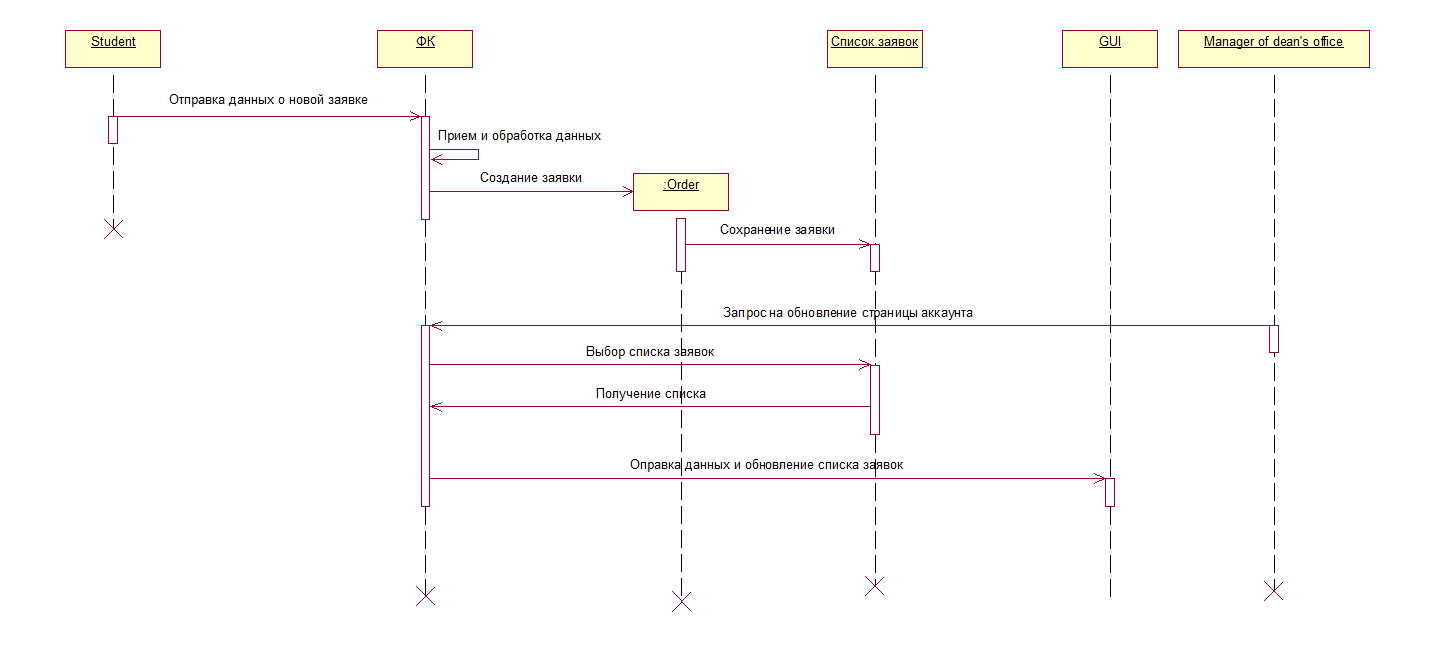 Student
ФК
Список заявок
GUI
Manager of dean's office
Отправка данных о новой заявке
Прием и обработка данных
Создание заявки
:Order
Сохранение заявки
Запрос на обновление страницы аккаунта
Выбор списка заявок
Получение списка
Оправка данных и обновление списка заявок